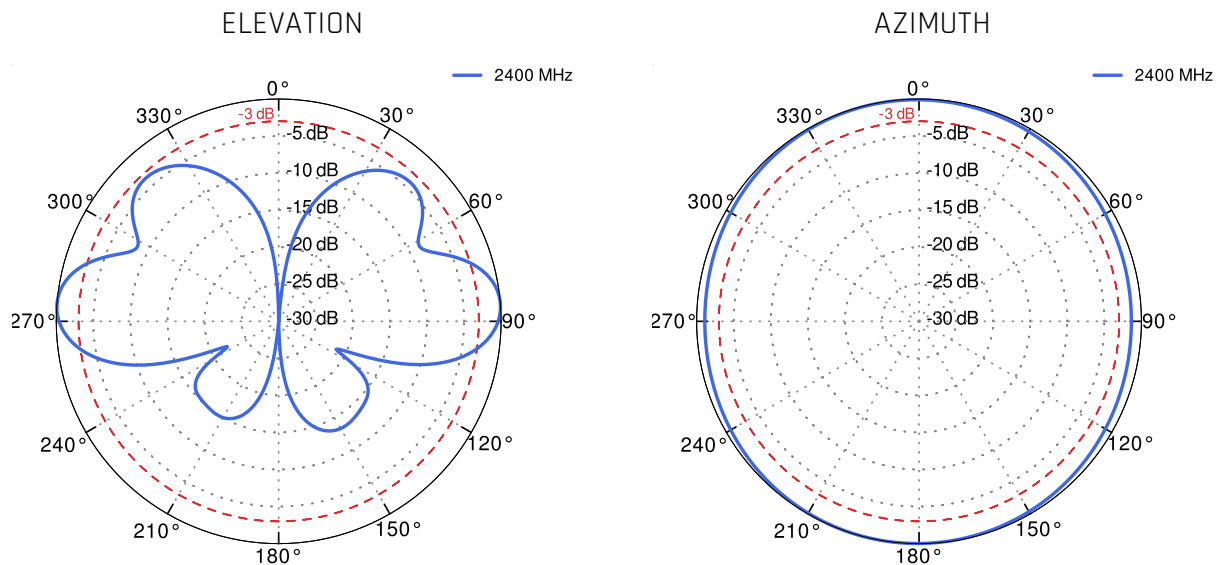 ELEVATION
2400 MHz
0°
-3 dB
30°
330°
-5 dB
-10 dB
300°
60°
-15 dB
-20 dB
-25 dB
270°
-30 dB
90°
240°
120°
210°
150°
180°
AZIMUTH
2400 MHz
0°
-3 dB
30°
330°
-5 dB
-10 dB
300°
60°
-15 dB
-20 dB
-25 dB
270°
-30 dB
90°
240°
120°
210°
150°
180°